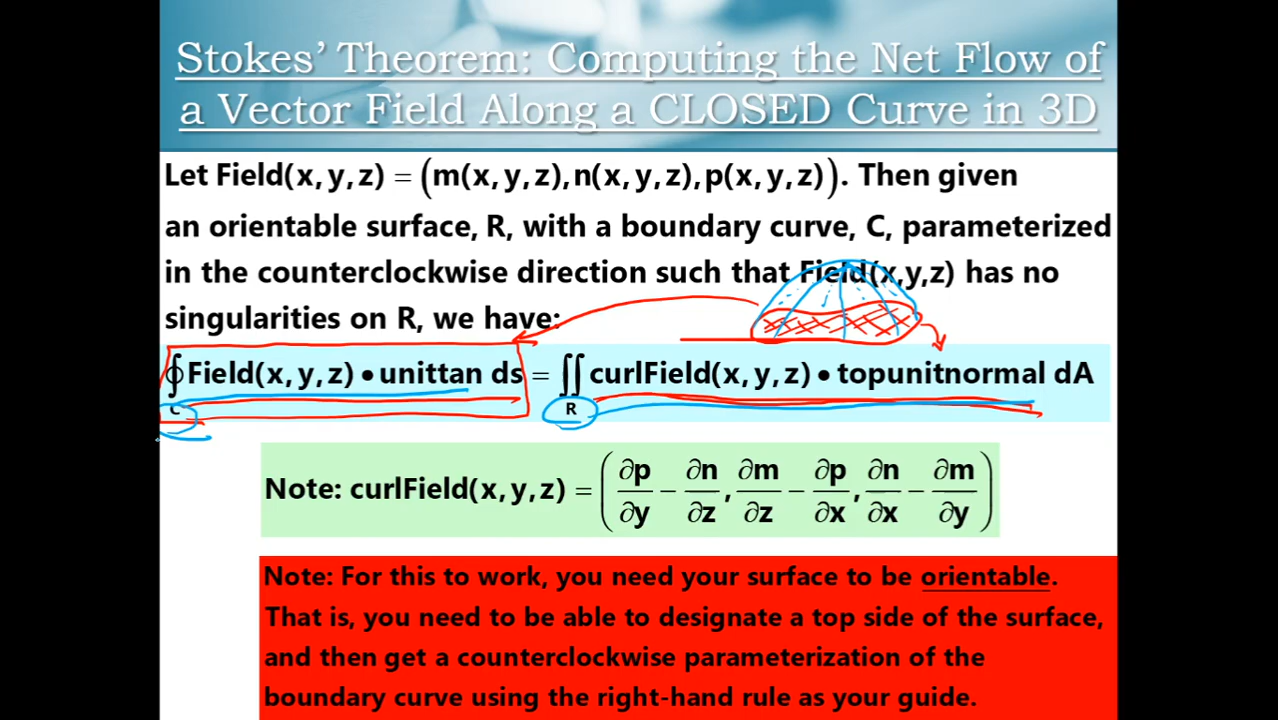 Stokes' Theorem: Computing the Net Flow of
a Vector Field Along a CLOSED Curve in 3D
Let Field(x,y,z) = (m(x,y,z),n(x,y,z),p(x,y,z)). Then given
an orientable surface, R, with a boundary curve, C, parameterized
in the counterclockwise direction such that Field(x,y,z) has no
singularities on R, we have:
∮_C Field(x,y,z)•unittan ds = ∬_R curlField(x,y,z)•topunitnormal dA
Note: curlField(x,y,z) = (∂p/∂y − ∂n/∂z, ∂m/∂z − ∂p/∂x, ∂n/∂x − ∂m/∂y)
Note: For this to work, you need your surface to be orientable.
That is, you need to be able to designate a top side of the surface,
and then get a counterclockwise parameterization of the
boundary curve using the right-hand rule as your guide.